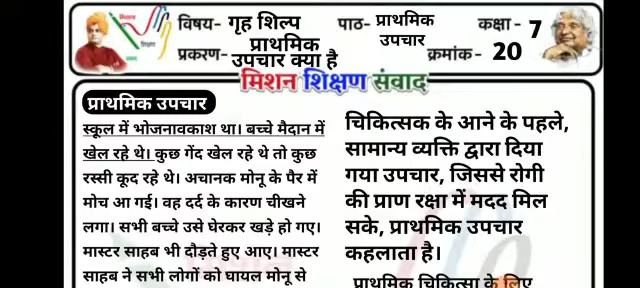 विषय- गृह शिल्प पाठ- प्राथमिक उपचार कक्षा - 7
प्रकरण- प्राथमिक उपचार क्या है क्रमांक - 20
मिशन शिक्षण संवाद
प्राथमिक उपचार
स्कूल में भोजनावकाश था। बच्चे मैदान में
खेल रहे थे। कुछ गेंद खेल रहे थे तो कुछ
रस्सी कूद रहे थे। अचानक मोनू के पैर में
मोच आ गई। वह दर्द के कारण चीखने
लगा। सभी बच्चे उसे घेरकर खड़े हो गए।
मास्टर साहब भी दौड़ते हुए आए। मास्टर
साहब ने सभी लोगों को घायल मोनू से
चिकित्सक के आने के पहले,
सामान्य व्यक्ति द्वारा दिया
गया उपचार, जिससे रोगी
की प्राण रक्षा में मदद मिल
सके, प्राथमिक उपचार
कहलाता है।
प्राथमिक चिकित्सा के लिए